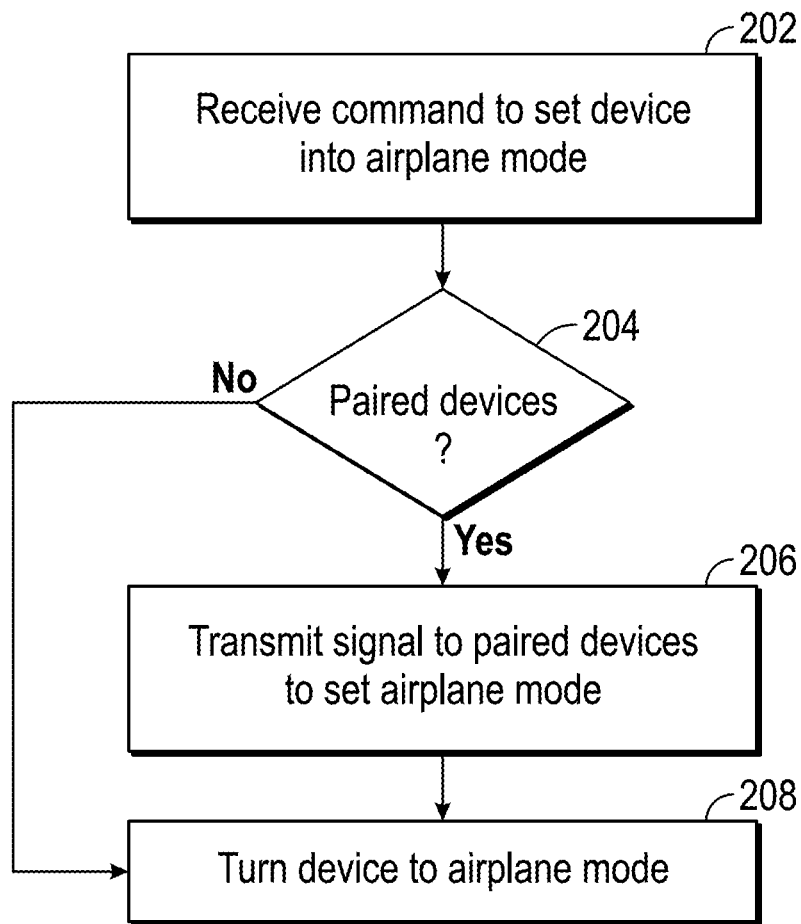 202
Receive command to set device
into airplane mode
204
No
Paired devices
?
Yes
206
Transmit signal to paired devices
to set airplane mode
208
Turn device to airplane mode